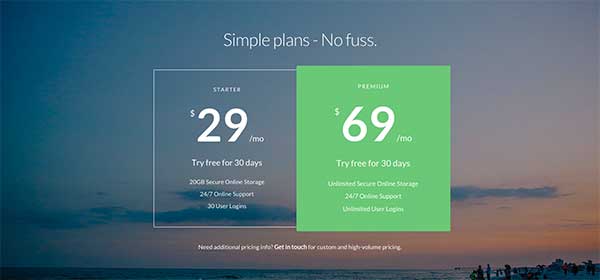 Simple plans - No fuss.
STARTER
$29/mo
Try free for 30 days
20GB Secure Online Storage
24/7 Online Support
30 User Logins
PREMIUM
$69/mo
Try free for 30 days
Unlimited Secure Online Storage
24/7 Online Support
Unlimited User Logins
Need additional pricing info? Get in touch for custom and high-volume pricing.